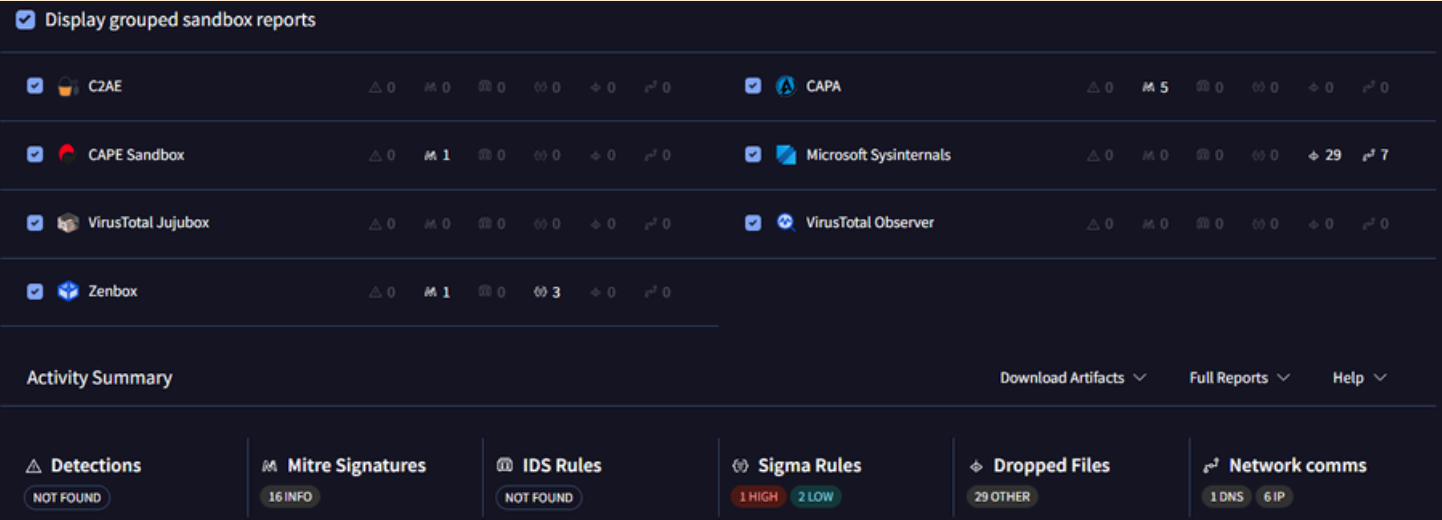 Display grouped sandbox reports
C2AE 0 0 0 0 0 0
CAPA 0 5 0 0 0 0
CAPE Sandbox 0 1 0 0 0 0
Microsoft Sysinternals 0 0 0 0 29 7
VirusTotal Jujubox 0 0 0 0 0 0
VirusTotal Observer 0 0 0 0 0 0
Zenbox 0 1 0 3 0 0
Activity Summary
Download Artifacts
Full Reports
Help
Detections
NOT FOUND
Mitre Signatures
16 INFO
IDS Rules
NOT FOUND
Sigma Rules
1 HIGH 2 LOW
Dropped Files
29 OTHER
Network comms
1 DNS 6 IP